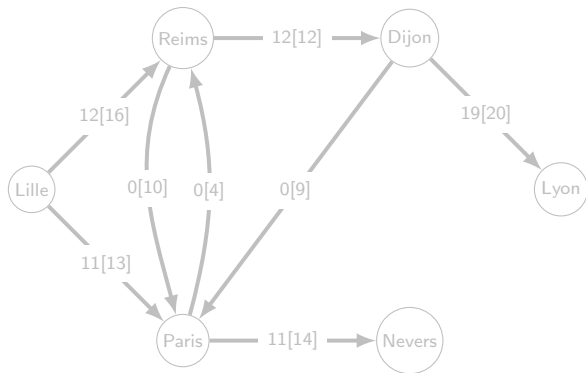 Reims
12[12]
Dijon
12[16]
19[20]
Lille
0[10]
0[4]
0[9]
Lyon
11[13]
Paris
11[14]
Nevers